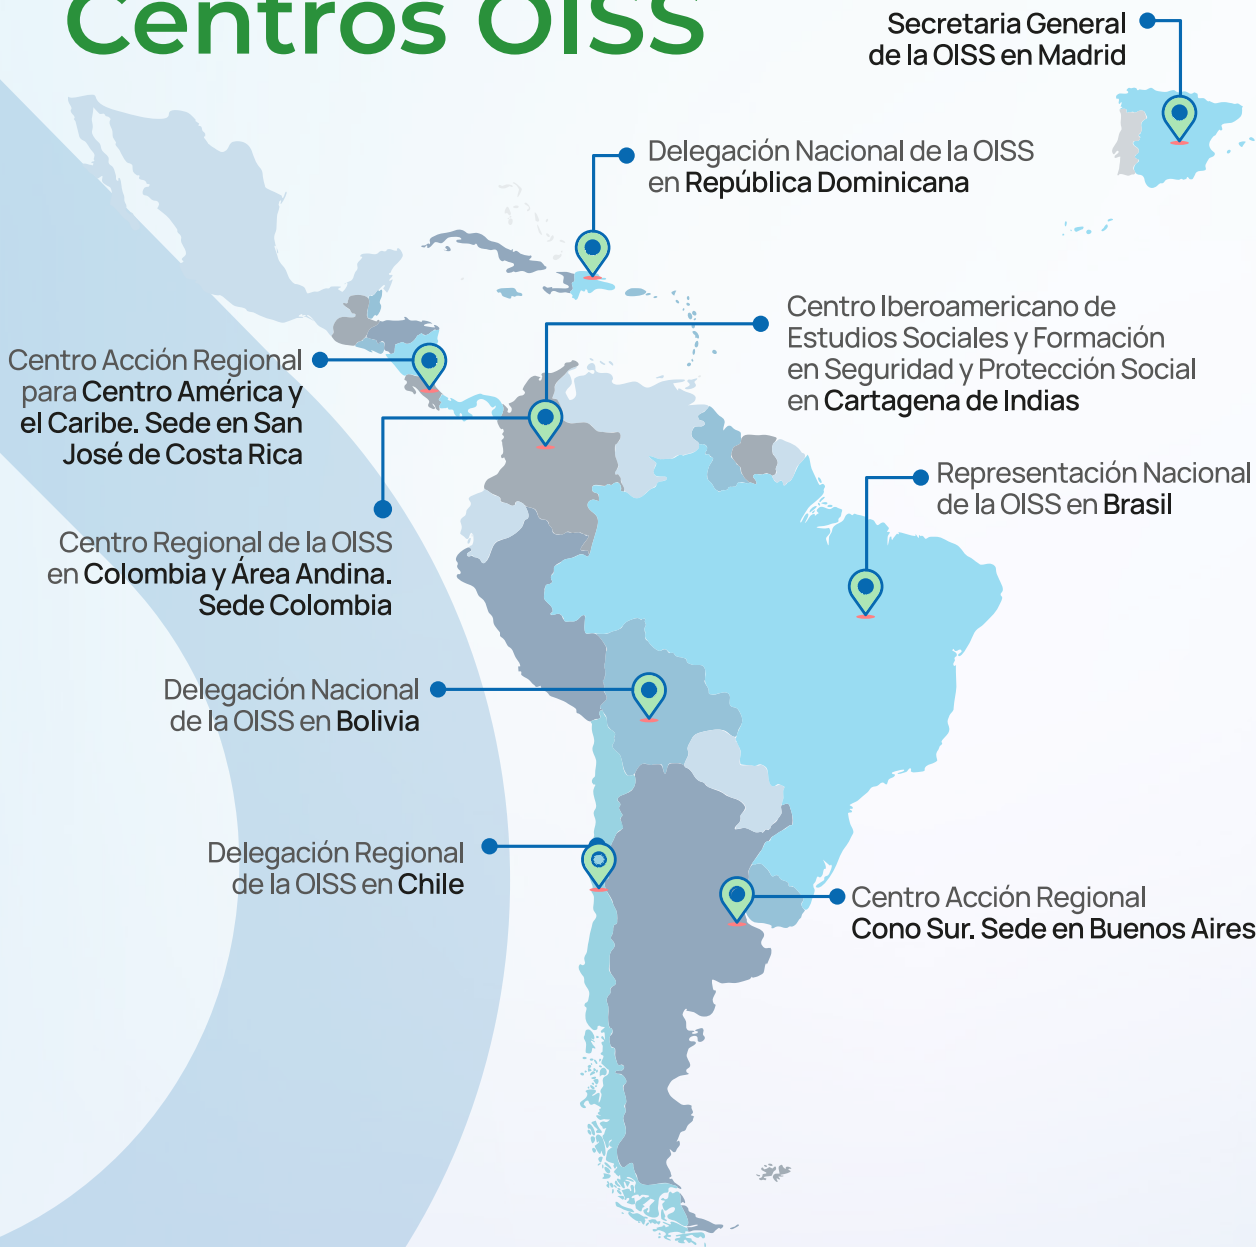 Centros OISS
Secretaria General
de la OISS en Madrid
Delegación Nacional de la OISS
en República Dominicana
Centro Iberoamericano de
Estudios Sociales y Formación
en Seguridad y Protección Social
en Cartagena de Indias
Centro Acción Regional
para Centro América y
el Caribe. Sede en San
José de Costa Rica
Representación Nacional
de la OISS en Brasil
Centro Regional de la OISS
en Colombia y Área Andina.
Sede Colombia
Delegación Nacional
de la OISS en Bolivia
Delegación Regional
de la OISS en Chile
Centro Acción Regional
Cono Sur. Sede en Buenos Aires